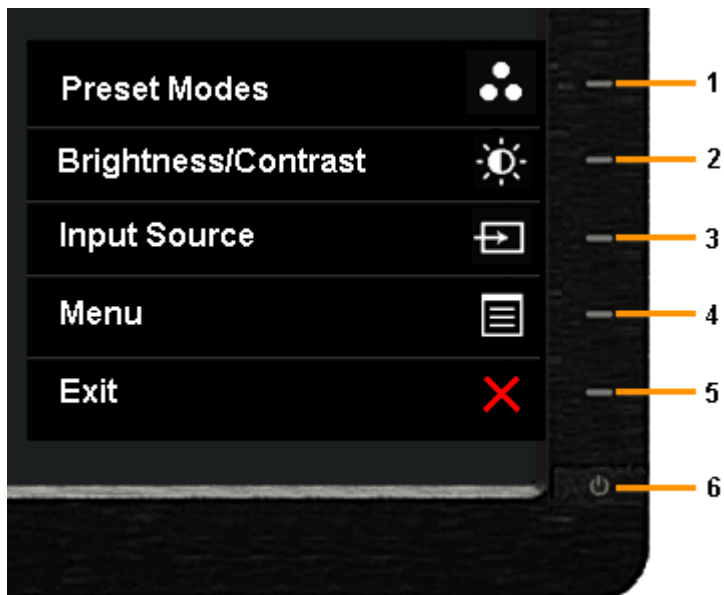 Preset Modes 1
Brightness/Contrast 2
Input Source 3
Menu 4
Exit 5
6